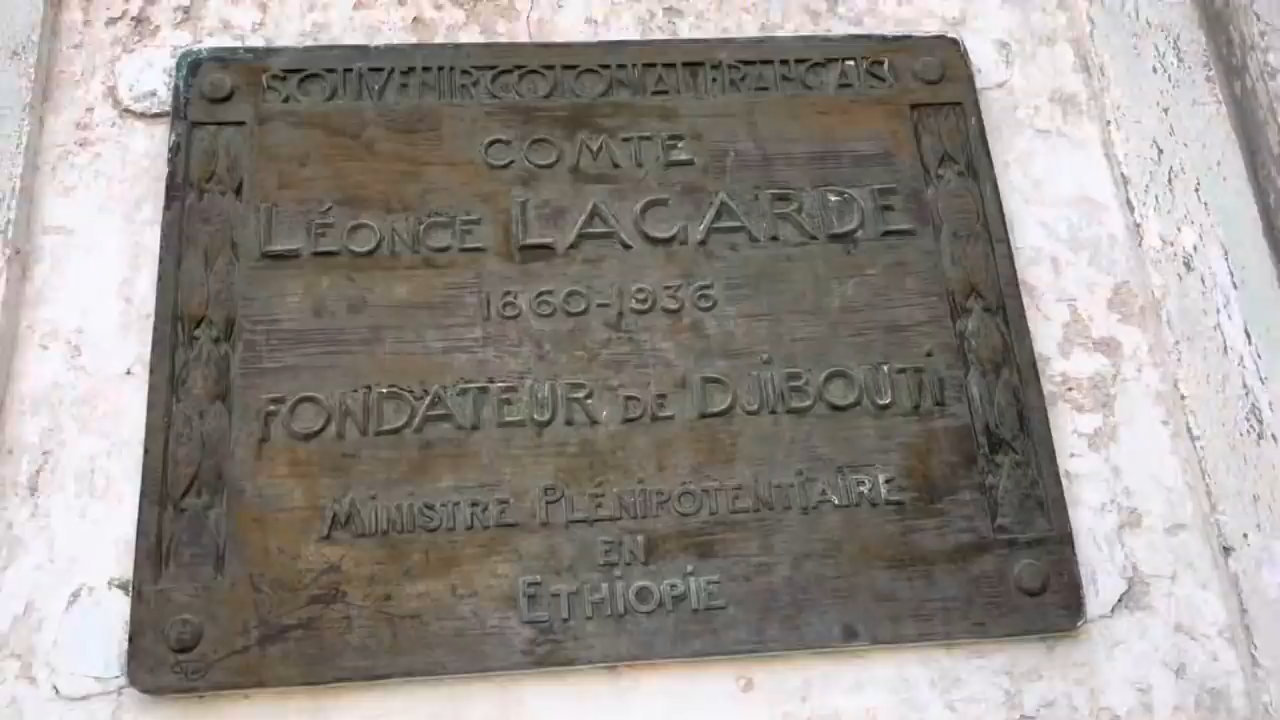 SOUVENIR COLONIAL FRANÇAIS
COMTE
LÉONCE LAGARDE
1860-1936
FONDATEUR DE DJIBOUTI
MINISTRE PLÉNIPOTENTIAIRE
EN
ETHIOPIE